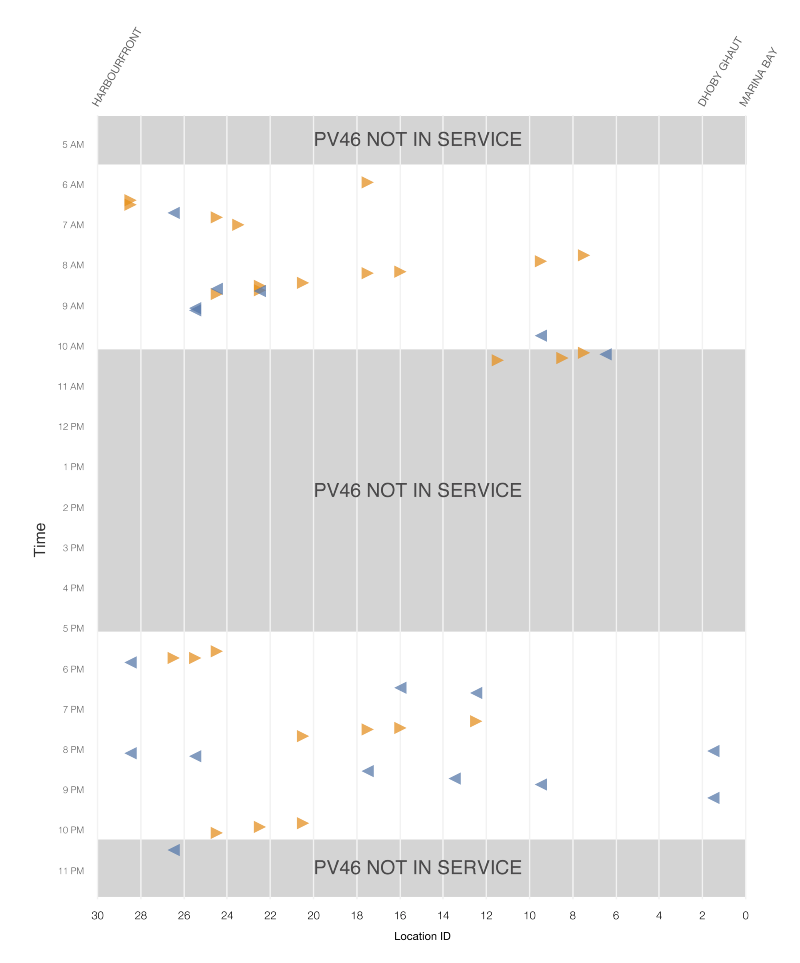 HARBOURFRONT
DHOBY GHAUT
MARINA BAY
PV46 NOT IN SERVICE
5 AM
6 AM
7 AM
8 AM
9 AM
10 AM
11 AM
12 PM
1 PM
PV46 NOT IN SERVICE
2 PM
Time
3 PM
4 PM
5 PM
6 PM
7 PM
8 PM
9 PM
10 PM
PV46 NOT IN SERVICE
11 PM
30 28 26 24 22 20 18 16 14 12 10 8 6 4 2 0
Location ID